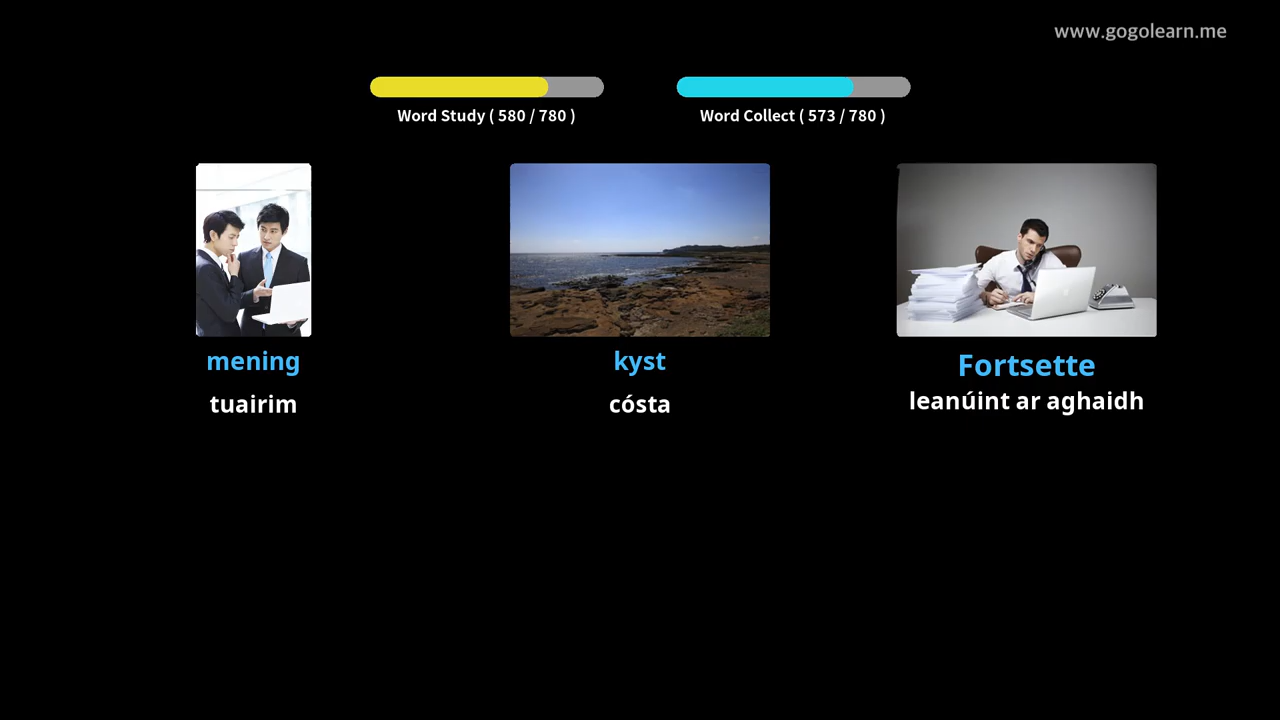 www.gogolearn.me
Word Study ( 580 / 780 )
Word Collect ( 573 / 780 )
mening
tuairim
kyst
cósta
Fortsette
leanúint ar aghaidh